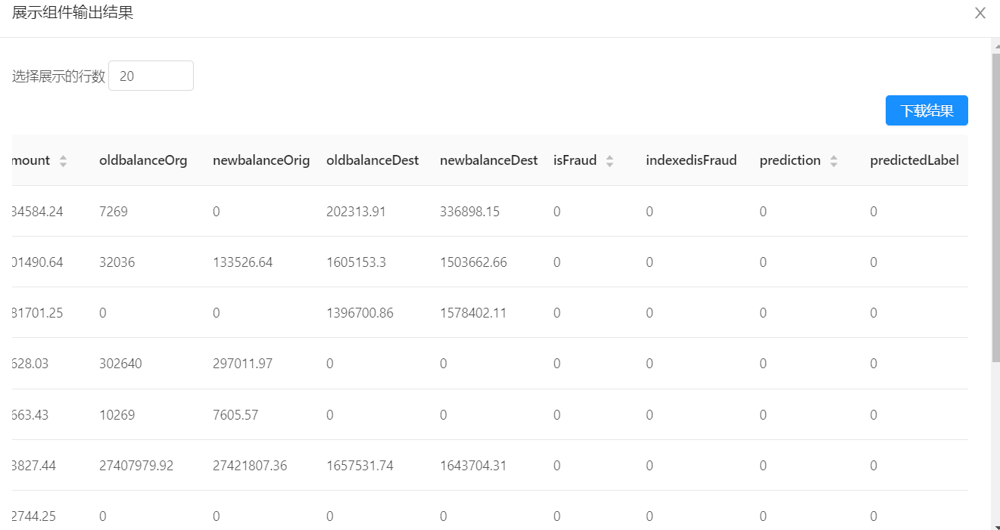 展示组件输出结果
选择展示的行数 20
下载结果
mount oldbalanceOrg newbalanceOrig oldbalanceDest newbalanceDest isFraud indexedisFraud prediction predictedLabel
34584.24 7269 0 202313.91 336898.15 0 0 0 0
01490.64 32036 133526.64 1605153.3 1503662.66 0 0 0 0
81701.25 0 0 1396700.86 1578402.11 0 0 0 0
628.03 302640 297011.97 0 0 0 0 0 0
663.43 10269 7605.57 0 0 0 0 0 0
3827.44 27407979.92 27421807.36 1657531.74 1643704.31 0 0 0 0
2744.25 0 0 0 0 0 0 0 0